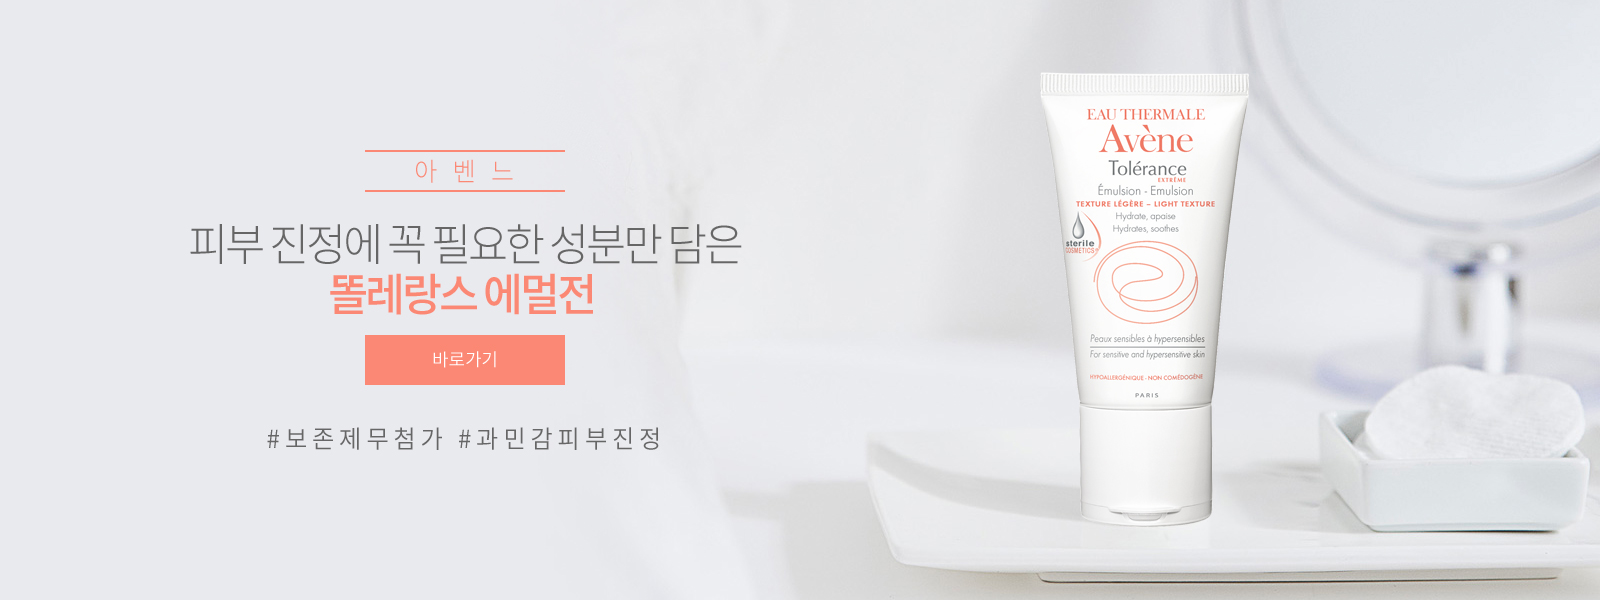 아벤느
피부 진정에 꼭 필요한 성분만 담은
똘레랑스 에멀전
바로가기
#보존제무첨가 #과민감피부진정
EAU THERMALE
Avène
Tolérance
EXTRÊME
Émulsion - Emulsion
TEXTURE LÉGÈRE – LIGHT TEXTURE
Hydrate, apaise
Hydrates, soothes
sterile
COSMETICS
Peaux sensibles à hypersensibles
For sensitive and hypersensitive skin
HYPOALLERGÉNIQUE - NON COMÉDOGÈNE
PARIS